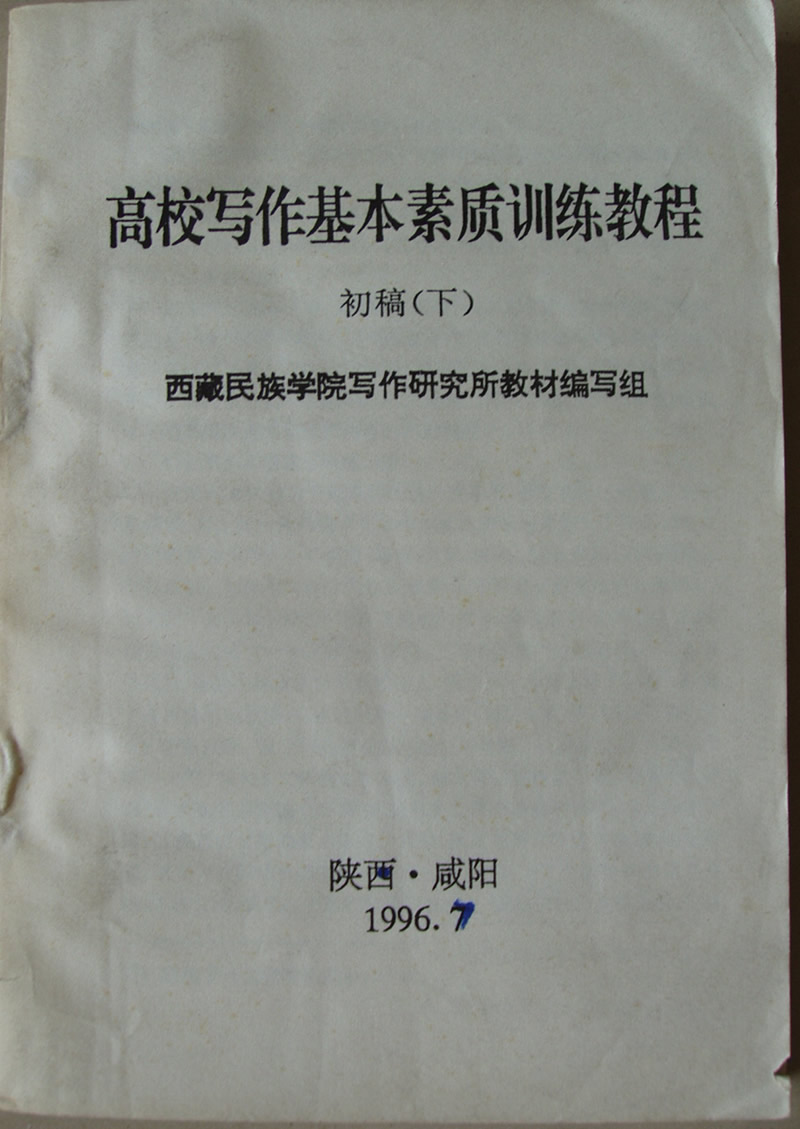 高校写作基本素质训练教程
初稿(下)
西藏民族学院写作研究所教材编写组
陕西·咸阳
1996.7